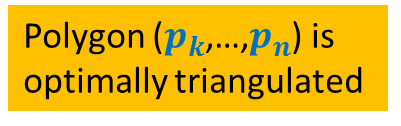 Polygon (pₖ,…,pₙ) is
optimally triangulated